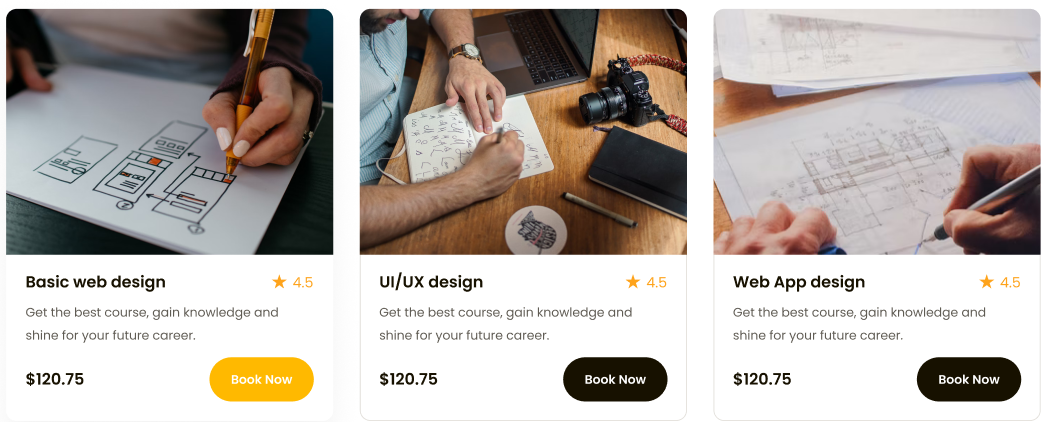 Basic web design
★ 4.5
Get the best course, gain knowledge and
shine for your future career.
$120.75
Book Now
UI/UX design
★ 4.5
Get the best course, gain knowledge and
shine for your future career.
$120.75
Book Now
Web App design
★ 4.5
Get the best course, gain knowledge and
shine for your future career.
$120.75
Book Now